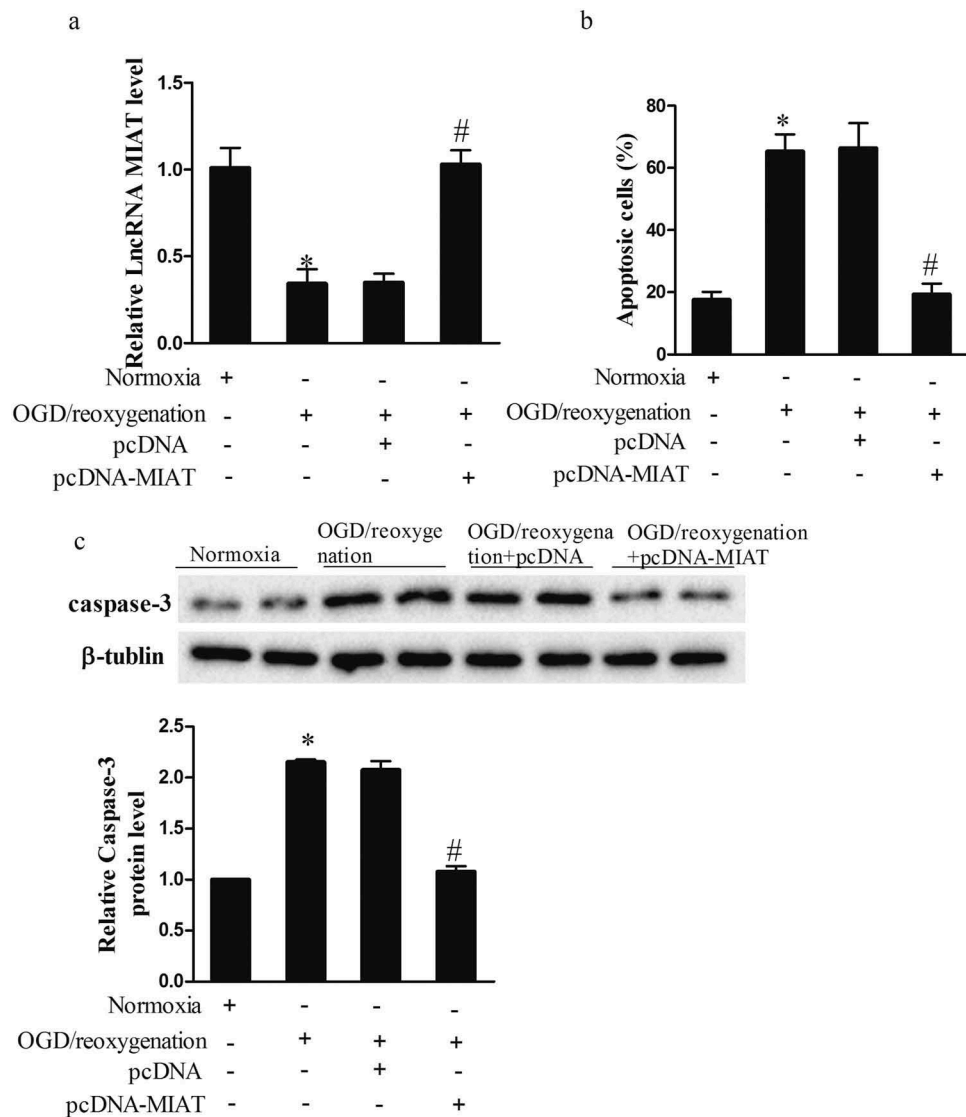 a
Relative LncRNA MIAT level
1.5
1.0
0.5
0.0
*
#
Normoxia + - - -
OGD/reoxygenation - + + +
pcDNA - - + -
pcDNA-MIAT - - - +
b
Apoptosic cells (%)
80
60
40
20
0
*
#
Normoxia + - - -
OGD/reoxygenation - + + +
pcDNA - - + -
pcDNA-MIAT - - - +
c
Normoxia
OGD/reoxyge
nation
OGD/reoxygena
tion+pcDNA
OGD/reoxygenation
+pcDNA-MIAT
caspase-3
β-tublin
Relative Caspase-3
protein level
2.5
2.0
1.5
1.0
0.5
0.0
*
#
Normoxia + - - -
OGD/reoxygenation - + + +
pcDNA - - + -
pcDNA-MIAT - - - +